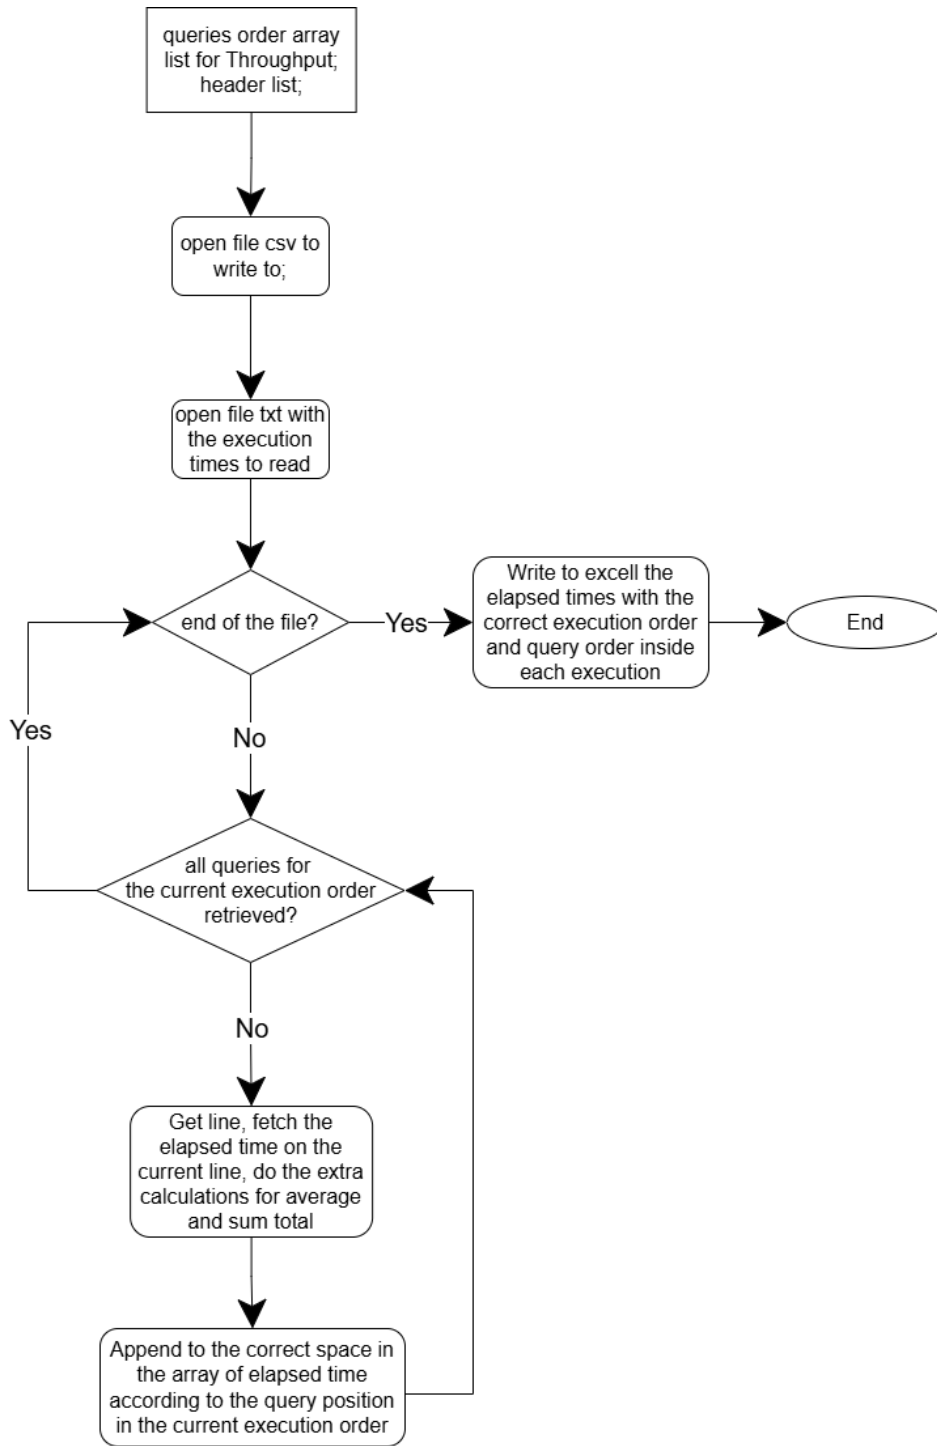 queries order array
list for Throughput;
header list;
open file csv to
write to;
open file txt with
the execution
times to read
end of the file?
Yes
Write to excell the
elapsed times with the
correct execution order
and query order inside
each execution
End
Yes
No
all queries for
the current execution order
retrieved?
No
Get line, fetch the
elapsed time on the
current line, do the extra
calculations for average
and sum total
Append to the correct space in
the array of elapsed time
according to the query position
in the current execution order